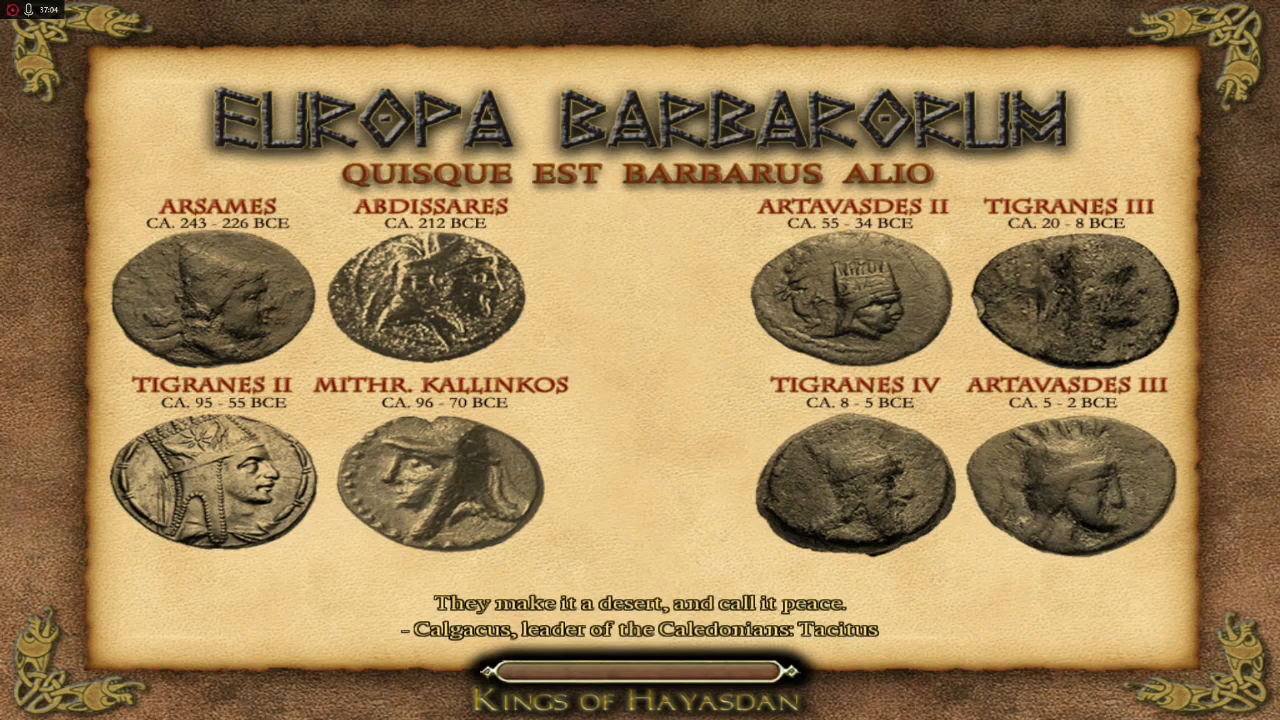 37:04
EUROPA BARBARORUM
QUISQUE EST BARBARUS ALIO
ARSAMES
CA. 243 - 226 BCE
ABDISSARES
CA. 212 BCE
ARTAVASDES II
CA. 55 - 34 BCE
TIGRANES III
CA. 20 - 8 BCE
TIGRANES II
CA. 95 - 55 BCE
MITHR. KALLINKOS
CA. 96 - 70 BCE
TIGRANES IV
CA. 8 - 5 BCE
ARTAVASDES III
CA. 5 - 2 BCE
They make it a desert, and call it peace.
- Calgacus, leader of the Caledonians: Tacitus
KINGS OF HAYASDAN